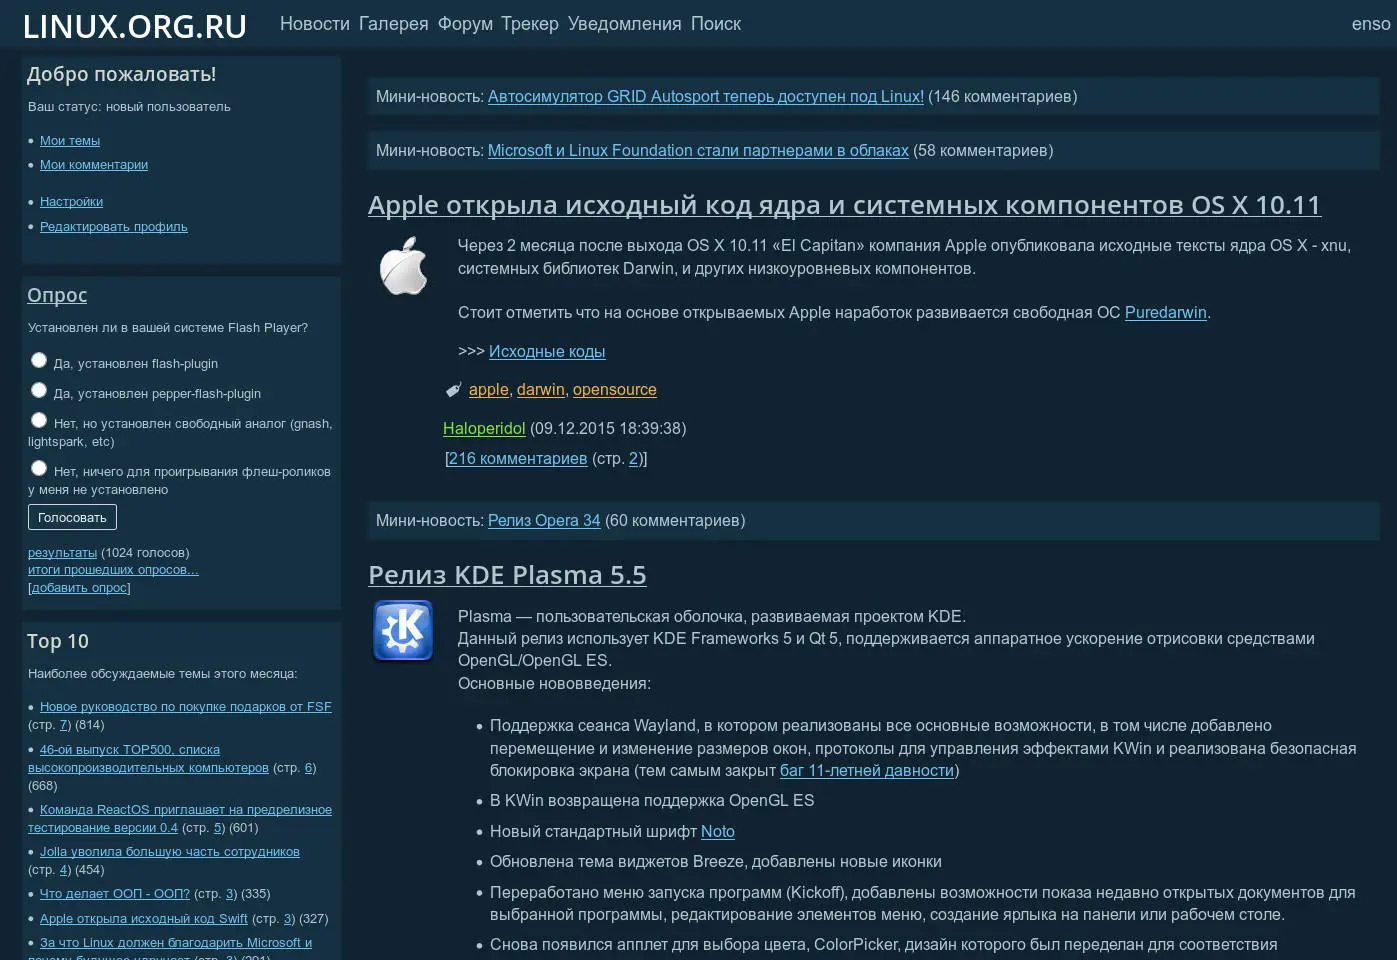 LINUX.ORG.RU
Новости Галерея Форум Трекер Уведомления Поиск
enso
Добро пожаловать!
Ваш статус: новый пользователь
• Мои темы
• Мои комментарии
• Настройки
• Редактировать профиль
Опрос
Установлен ли в вашей системе Flash Player?
Да, установлен flash-plugin
Да, установлен pepper-flash-plugin
Нет, но установлен свободный аналог (gnash,
lightspark, etc)
Нет, ничего для проигрывания флеш-роликов
у меня не установлено
Голосовать
результаты (1024 голосов)
итоги прошедших опросов...
[добавить опрос]
Top 10
Наиболее обсуждаемые темы этого месяца:
• Новое руководство по покупке подарков от FSF
(стр. 7) (814)
• 46-ой выпуск TOP500, списка
высокопроизводительных компьютеров (стр. 6)
(668)
• Команда ReactOS приглашает на предрелизное
тестирование версии 0.4 (стр. 5) (601)
• Jolla уволила большую часть сотрудников
(стр. 4) (454)
• Что делает ООП - ООП? (стр. 3) (335)
• Apple открыла исходный код Swift (стр. 3) (327)
• За что Linux должен благодарить Microsoft и
Мини-новость: Автосимулятор GRID Autosport теперь доступен под Linux! (146 комментариев)
Мини-новость: Microsoft и Linux Foundation стали партнерами в облаках (58 комментариев)
Apple открыла исходный код ядра и системных компонентов OS X 10.11
Через 2 месяца после выхода OS X 10.11 «El Capitan» компания Apple опубликовала исходные тексты ядра OS X - xnu,
системных библиотек Darwin, и других низкоуровневых компонентов.
Стоит отметить что на основе открываемых Apple наработок развивается свободная ОС Puredarwin.
>>> Исходные коды
apple, darwin, opensource
Haloperidol (09.12.2015 18:39:38)
[216 комментариев (стр. 2)]
Мини-новость: Релиз Opera 34 (60 комментариев)
Релиз KDE Plasma 5.5
Plasma — пользовательская оболочка, развиваемая проектом KDE.
Данный релиз использует KDE Frameworks 5 и Qt 5, поддерживается аппаратное ускорение отрисовки средствами
OpenGL/OpenGL ES.
Основные нововведения:
• Поддержка сеанса Wayland, в котором реализованы все основные возможности, в том числе добавлено
перемещение и изменение размеров окон, протоколы для управления эффектами KWin и реализована безопасная
блокировка экрана (тем самым закрыт баг 11-летней давности)
• В KWin возвращена поддержка OpenGL ES
• Новый стандартный шрифт Noto
• Обновлена тема виджетов Breeze, добавлены новые иконки
• Переработано меню запуска программ (Kickoff), добавлены возможности показа недавно открытых документов для
выбранной программы, редактирование элементов меню, создание ярлыка на панели или рабочем столе.
• Снова появился апплет для выбора цвета, ColorPicker, дизайн которого был переделан для соответствия